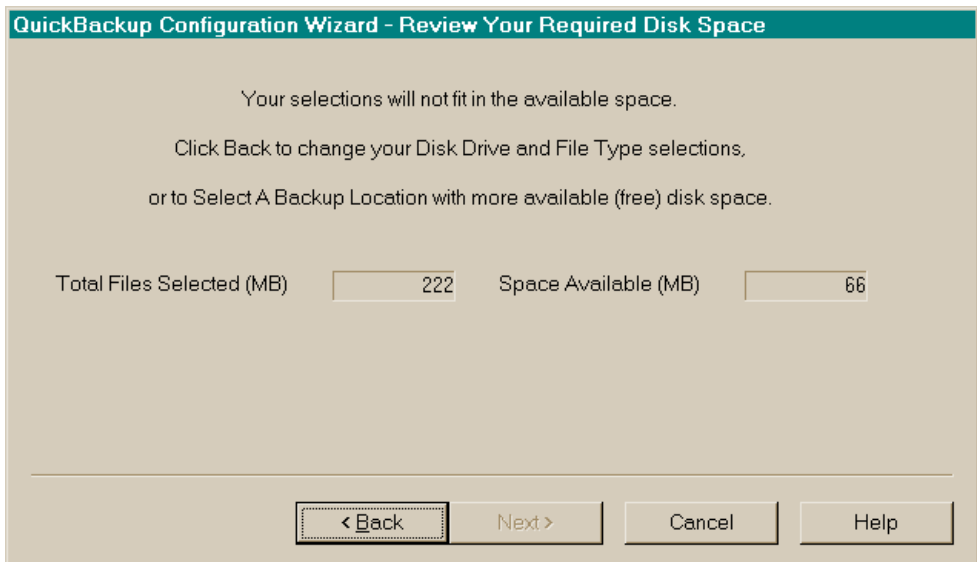 QuickBackup Configuration Wizard - Review Your Required Disk Space
Your selections will not fit in the available space.
Click Back to change your Disk Drive and File Type selections,
or to Select A Backup Location with more available (free) disk space.
Total Files Selected (MB) 222 Space Available (MB) 66
< Back Next > Cancel Help